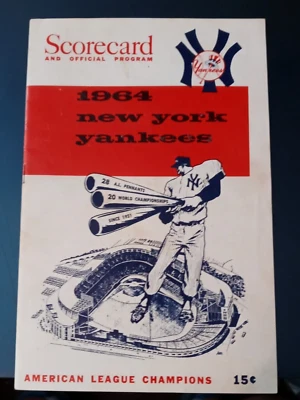 Scorecard
AND OFFICIAL PROGRAM
Yankees
1964
new york
yankees
28 A.L. PENNANTS
20 WORLD CHAMPIONSHIPS
SINCE 1921
NY
AMERICAN LEAGUE CHAMPIONS 15¢